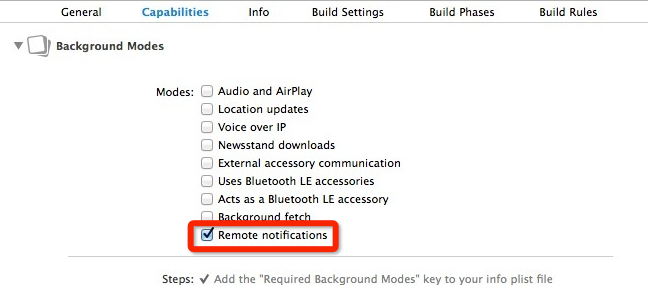 General Capabilities Info Build Settings Build Phases Build Rules
Background Modes
Modes: Audio and AirPlay
Location updates
Voice over IP
Newsstand downloads
External accessory communication
Uses Bluetooth LE accessories
Acts as a Bluetooth LE accessory
Background fetch
Remote notifications
Steps: ✓ Add the "Required Background Modes" key to your info plist file